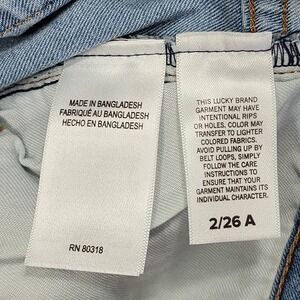 MADE IN BANGLADESH
FABRIQUÉ AU BANGLADESH
HECHO EN BANGLADESH
RN 80318
THIS LUCKY BRAND
GARMENT MAY HAVE
INTENTIONAL RIPS
OR HOLES. COLOR MAY
TRANSFER TO LIGHTER
COLORED FABRICS.
AVOID PULLING UP BY
BELT LOOPS, SIMPLY
FOLLOW THE CARE
INSTRUCTIONS TO
ENSURE THAT YOUR
GARMENT MAINTAINS ITS
INDIVIDUAL CHARACTER.
2/26 A